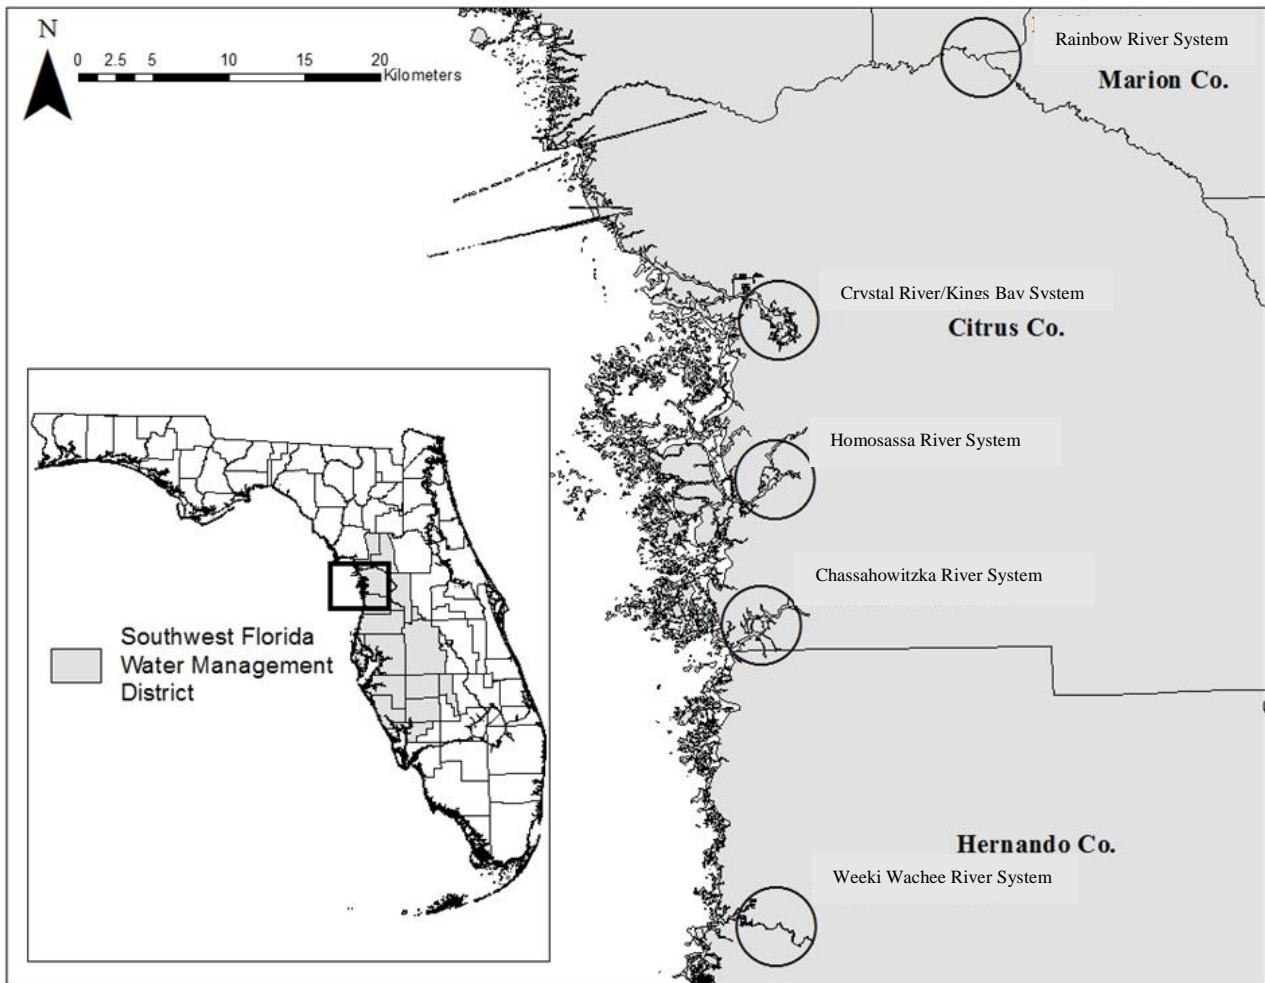 N
0 2.5 5 10 15 20
Kilometers
Rainbow River System
Marion Co.
Crystal River/Kings Bay System
Citrus Co.
Homosassa River System
Chassahowitzka River System
Southwest Florida
Water Management
District
Hernando Co.
Weeki Wachee River System